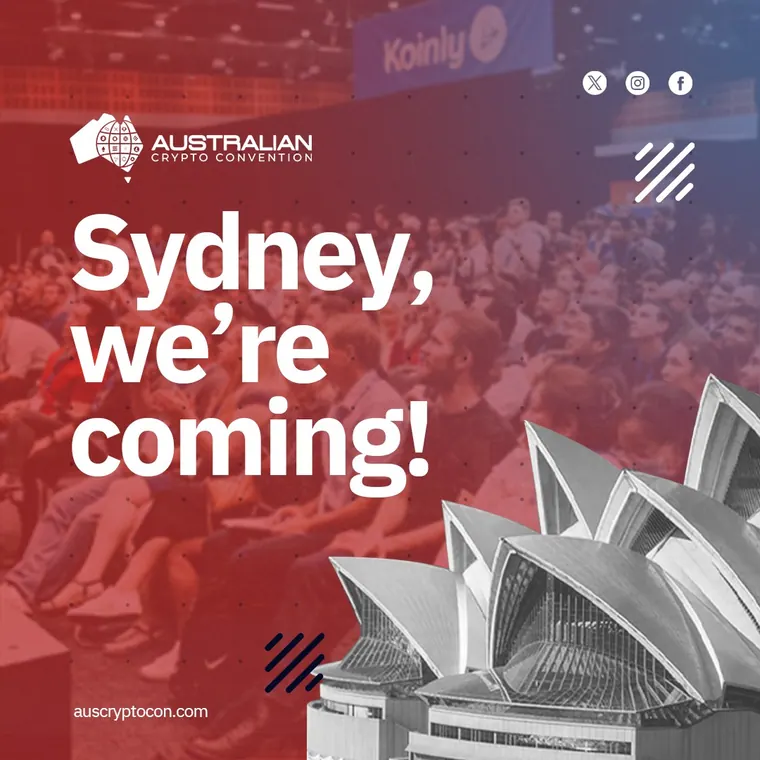 Koinly
AUSTRALIAN
CRYPTO CONVENTION
Sydney,
we’re
coming!
auscryptocon.com